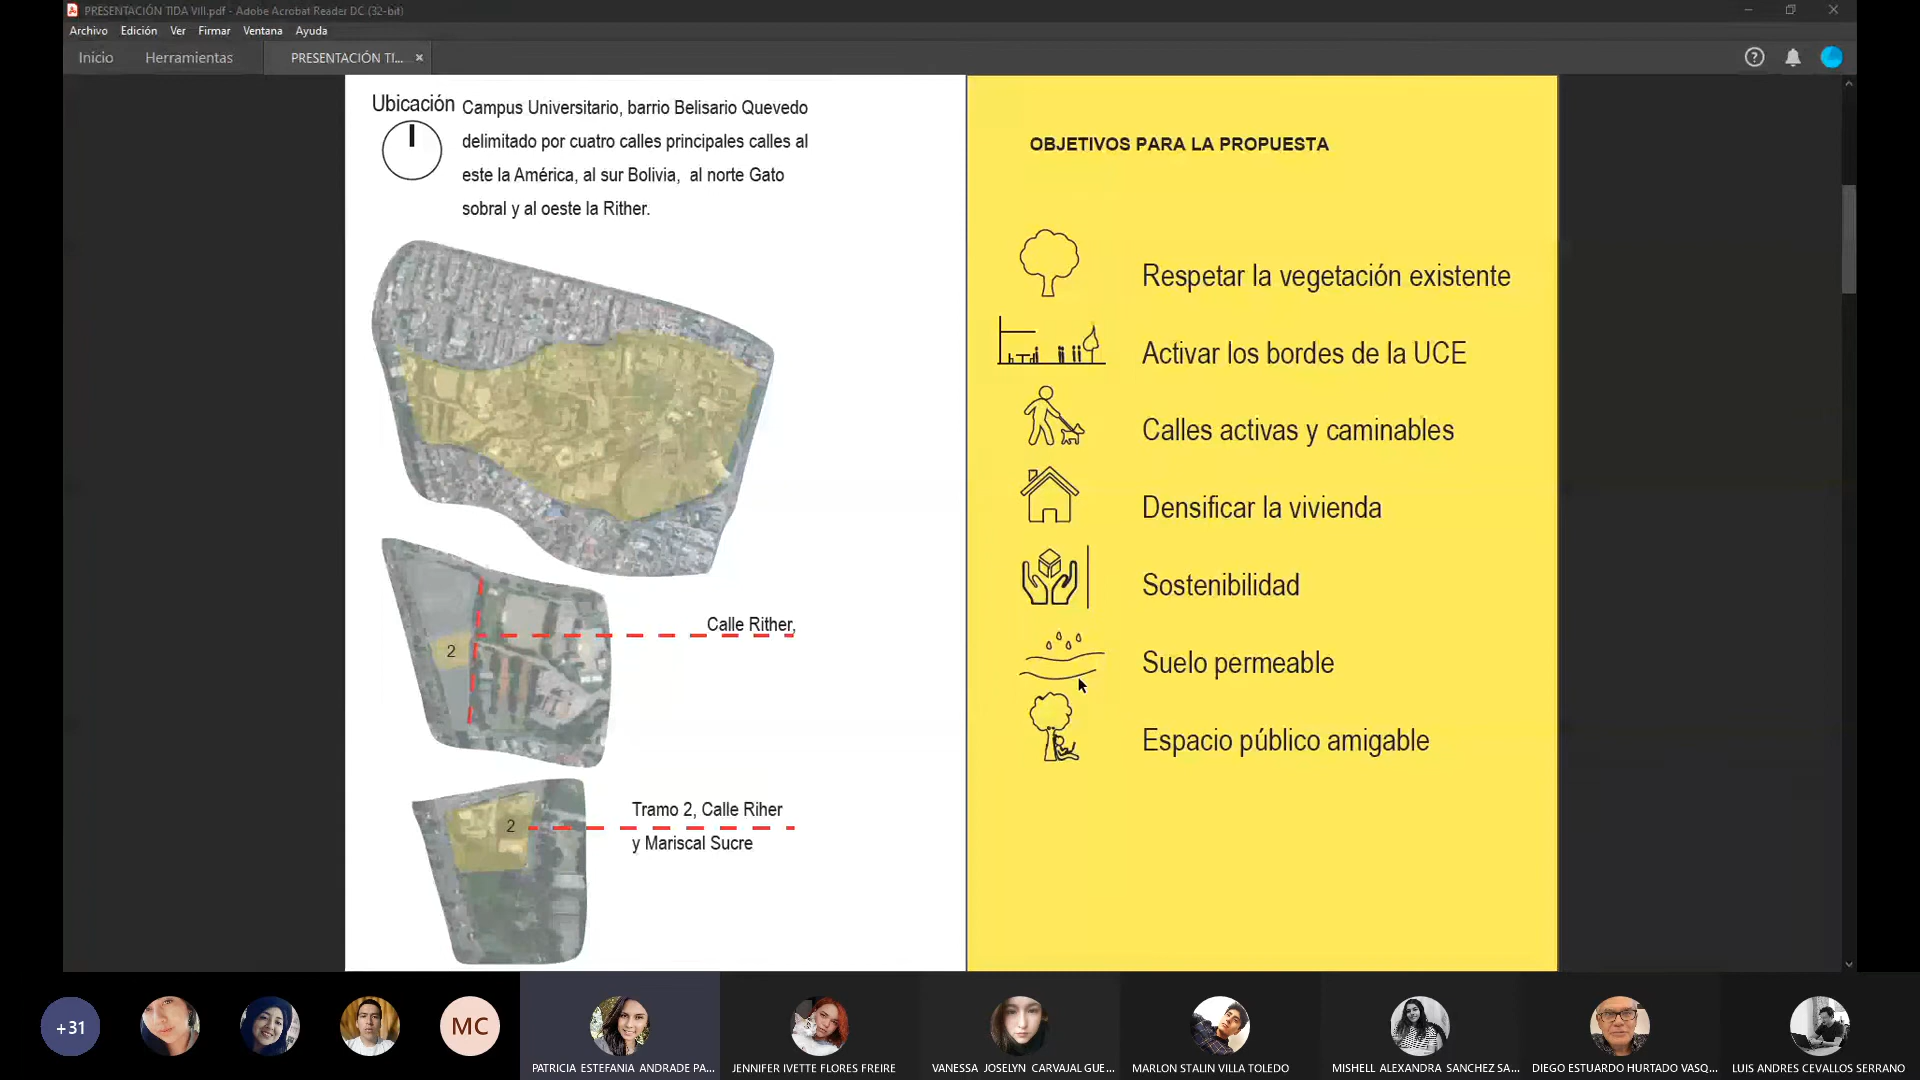 PRESENTACIÓN TIDA VIII.pdf - Adobe Acrobat Reader DC (32-bit)
Archivo Edición Ver Firmar Ventana Ayuda
Inicio Herramientas PRESENTACIÓN TI... ×
Ubicación
Campus Universitario, barrio Belisario Quevedo
delimitado por cuatro calles principales calles al
este la América, al sur Bolivia, al norte Gato
sobral y al oeste la Rither.
Calle Rither,
2
Tramo 2, Calle Riher
y Mariscal Sucre
2
OBJETIVOS PARA LA PROPUESTA
Respetar la vegetación existente
Activar los bordes de la UCE
Calles activas y caminables
Densificar la vivienda
Sostenibilidad
Suelo permeable
Espacio público amigable
+31
MC
PATRICIA ESTEFANIA ANDRADE PA...
JENNIFER IVETTE FLORES FREIRE
VANESSA JOSELYN CARVAJAL GUE...
MARLON STALIN VILLA TOLEDO
MISHELL ALEXANDRA SANCHEZ SA...
DIEGO ESTUARDO HURTADO VASQ...
LUIS ANDRES CEVALLOS SERRANO